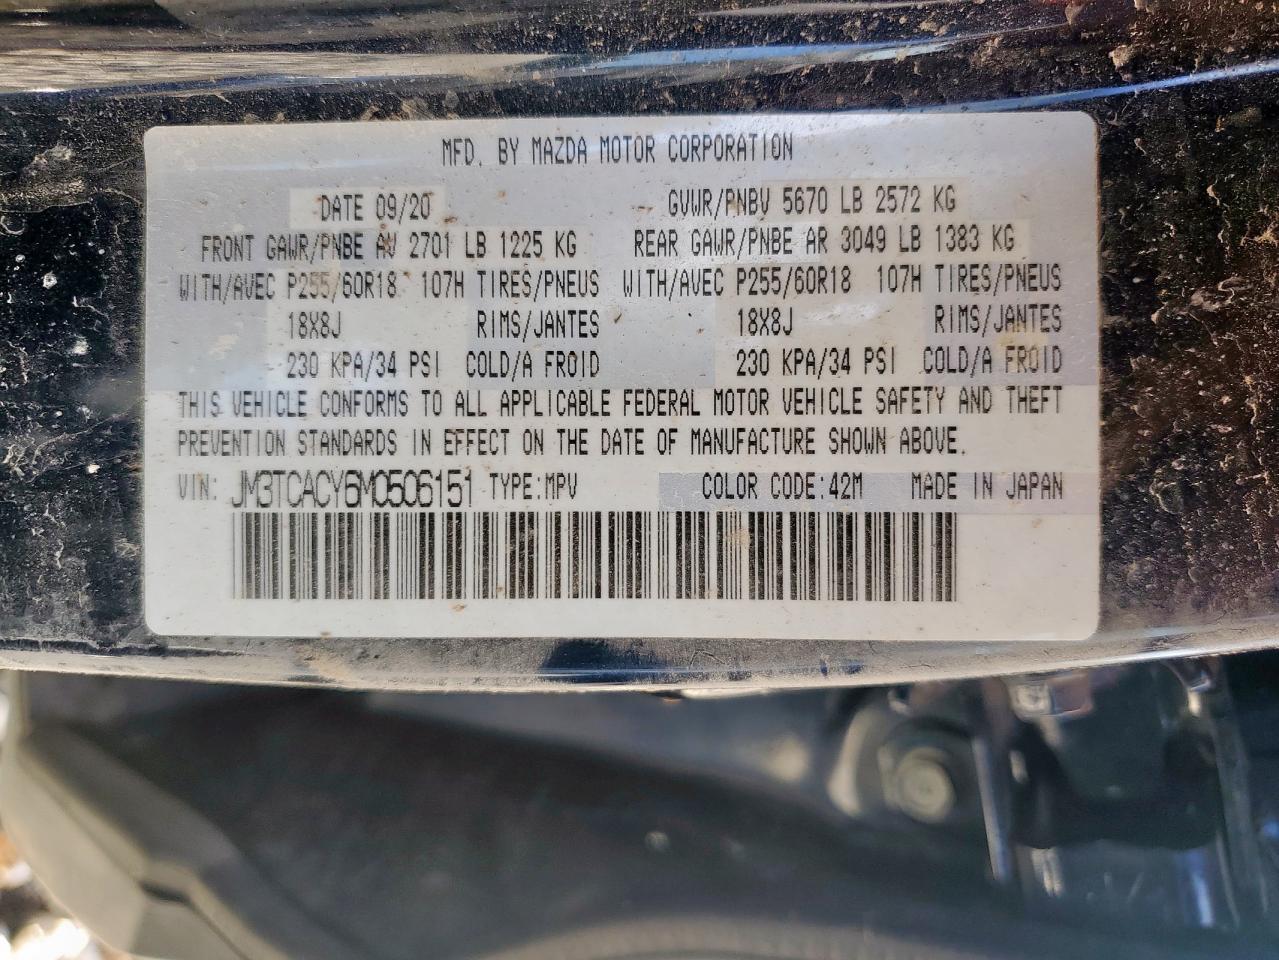 MFD. BY MAZDA MOTOR CORPORATION
DATE 09/20 GVWR/PNBV 5670 LB 2572 KG
FRONT GAWR/PNBE AV 2701 LB 1225 KG REAR GAWR/PNBE AR 3049 LB 1383 KG
WITH/AVEC P255/60R18 107H TIRES/PNEUS WITH/AVEC P255/60R18 107H TIRES/PNEUS
18X8J RIMS/JANTES 18X8J RIMS/JANTES
230 KPA/34 PSI COLD/A FROID 230 KPA/34 PSI COLD/A FROID
THIS VEHICLE CONFORMS TO ALL APPLICABLE FEDERAL MOTOR VEHICLE SAFETY AND THEFT
PREVENTION STANDARDS IN EFFECT ON THE DATE OF MANUFACTURE SHOWN ABOVE.
VIN: JM3TCACY6M0506151 TYPE:MPV COLOR CODE:42M MADE IN JAPAN